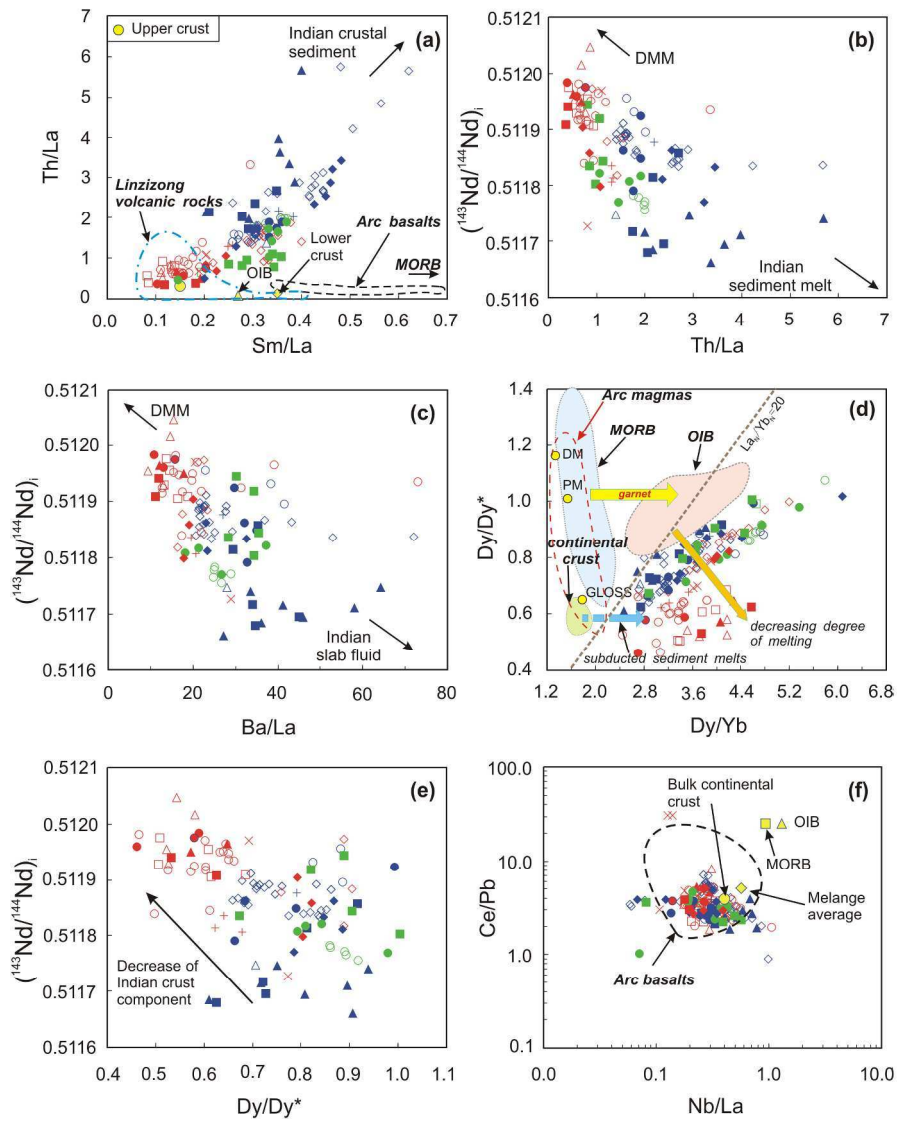 Upper crust
(a)
Indian crustal
sediment
Linzizong
volcanic rocks
Arc basalts
Lower
crust
MORB
OIB
Th/La
7
6
5
4
3
2
1
0
0.0 0.1 0.2 0.3 0.4 0.5 0.6 0.7
Sm/La
(b)
DMM
Indian
sediment melt
(¹⁴³Nd/¹⁴⁴Nd)i
0.5120
0.5119
0.5118
0.5117
0.5116
0 1 2 3 4 5 6 7
Th/La
(c)
DMM
Indian
slab fluid
(¹⁴³Nd/¹⁴⁴Nd)i
0.5121
0.5120
0.5119
0.5118
0.5117
0.5116
0 20 40 60 80
Ba/La
(d)
Arc magmas
MORB
OIB
LaN/YbN=20
DM
PM
garnet
continental
crust
GLOSS
decreasing degree
of melting
subducted sediment melts
Dy/Dy*
1.4
1.2
1.0
0.8
0.6
0.4
1.2 2.0 2.8 3.6 4.4 5.2 6.0 6.8
Dy/Yb
(e)
Decrease of
Indian crust
component
(¹⁴³Nd/¹⁴⁴Nd)i
0.5121
0.5120
0.5119
0.5118
0.5117
0.5116
0.4 0.5 0.6 0.7 0.8 0.9 1.0 1.1
Dy/Dy*
(f)
Bulk continental
crust
OIB
MORB
Melange
average
Arc basalts
Ce/Pb
100.0
10.0
1.0
0.1
0.0 0.1 1.0 10.0
Nb/La